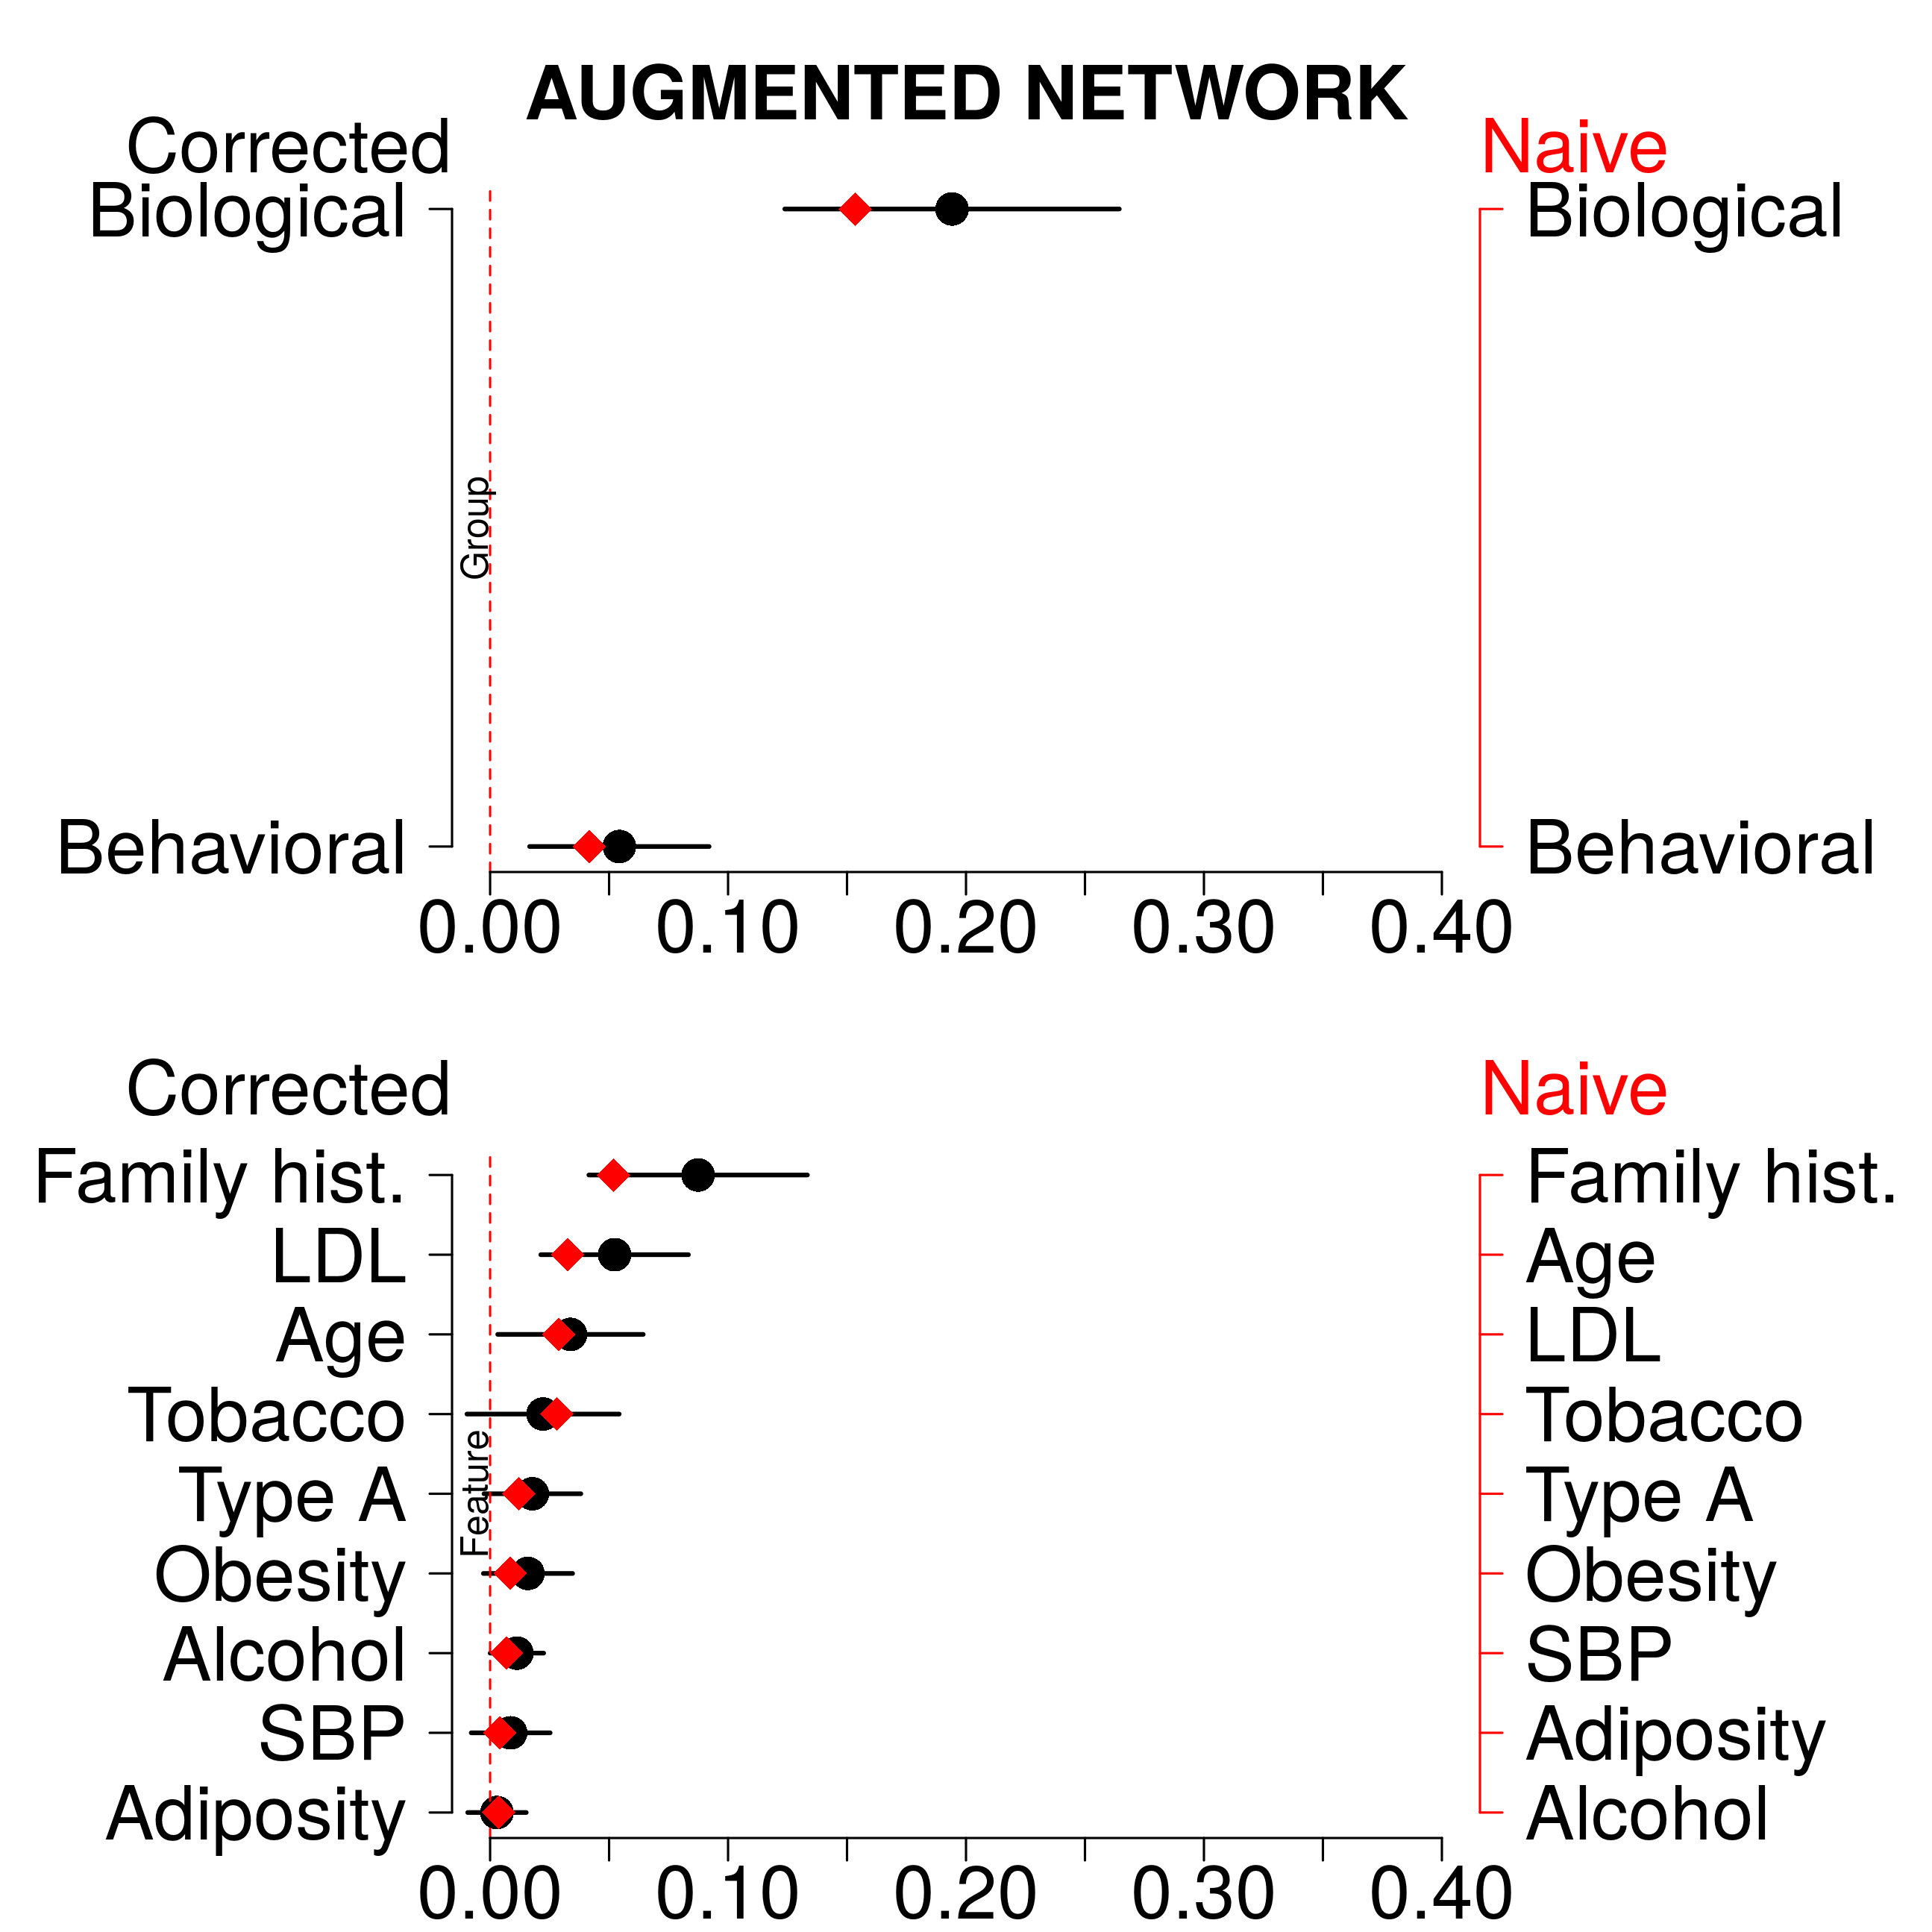 AUGMENTED NETWORK
Corrected
Naive
Biological
Biological
Group
Behavioral
Behavioral
0.00 0.10 0.20 0.30 0.40
Corrected
Naive
Family hist.
Family hist.
LDL
Age
Age
LDL
Tobacco
Tobacco
Feature
Type A
Type A
Obesity
Obesity
Alcohol
SBP
SBP
Adiposity
Adiposity
Alcohol
0.00 0.10 0.20 0.30 0.40